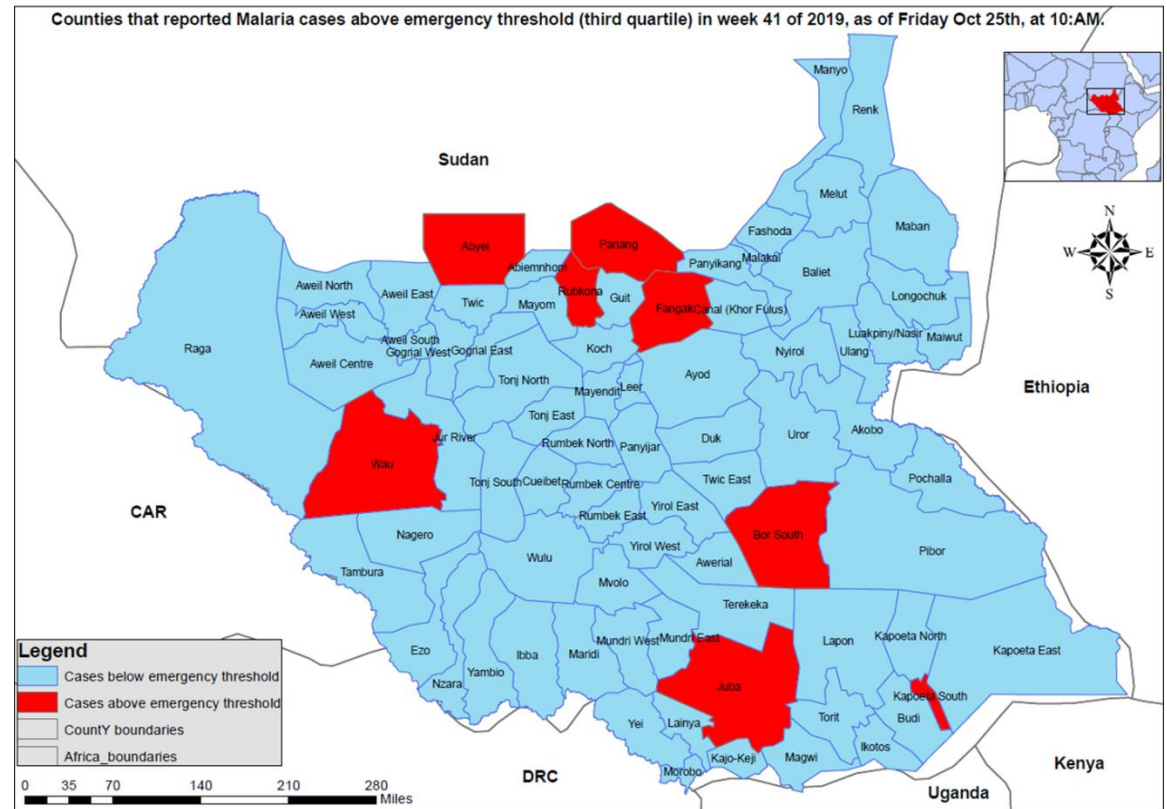 Counties that reported Malaria cases above emergency threshold (third quartile) in week 41 of 2019, as of Friday Oct 25th, at 10:AM.
Manyo
Renk
Sudan
Melut
Maban
Fashoda
Abyei
Pariang
Malakal
N
W E
S
Abiemnhom
Panyikang
Baliet
Aweil North
Aweil East
Rubkona
Guit
Longochuk
Twic
Mayom
Fangak
Canal (Khor Fulus)
Aweil West
Luakpiny/Nasir
Maiwut
Aweil South
Raga
Gogrial West
Gogrial East
Koch
Nyirol
Ulang
Aweil Centre
Tonj North
Ayod
Mayendit
Leer
Ethiopia
Tonj East
Jur River
Rumbek North
Panyijar
Duk
Uror
Akobo
Wau
Tonj South
Cueibet
Rumbek Centre
Twic East
Pochalla
CAR
Rumbek East
Yirol East
Nagero
Bor South
Yirol West
Pibor
Wulu
Awerial
Tambura
Mvolo
Terekeka
Mundri West
Mundri East
Lapon
Kapoeta North
Kapoeta East
Ezo
Ibba
Maridi
Yambio
Nzara
Juba
Kapoeta South
Yei
Lainya
Torit
Budi
Ikotos
Kajo-Keji
Magwi
Morobo
Kenya
DRC
Uganda
Legend
Cases below emergency threshold
Cases above emergency threshold
CountY boundaries
Africa_boundaries
0 35 70 140 210 280
Miles